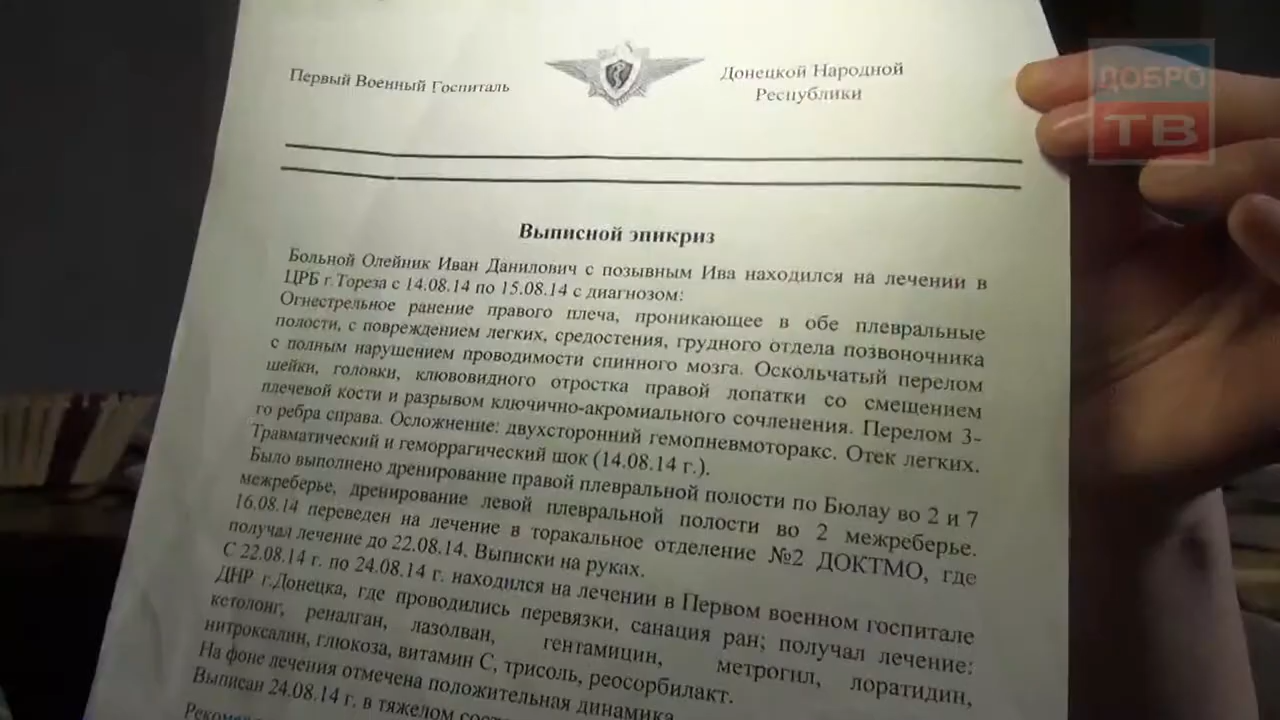 Первый Военный Госпиталь
Донецкой Народной
Республики
ДОБРО
ТВ
Выписной эпикриз
Больной Олейник Иван Данилович с позывным Ива находился на лечении в
ЦРБ г.Тореза с 14.08.14 по 15.08.14 с диагнозом:
Огнестрельное ранение правого плеча, проникающее в обе плевральные
полости, с повреждением легких, средостения, грудного отдела позвоночника
с полным нарушением проводимости спинного мозга. Оскольчатый перелом
шейки, головки, клювовидного отростка правой лопатки со смещением
плечевой кости и разрывом ключично-акромиального сочленения. Перелом 3-
го ребра справа. Осложнение: двухсторонний гемопневмоторакс. Отек легких.
Травматический и геморрагический шок (14.08.14 г.).
Было выполнено дренирование правой плевральной полости по Бюлау во 2 и 7
межреберье, дренирование левой плевральной полости во 2 межреберье.
16.08.14 переведен на лечение в торакальное отделение №2 ДОКТМО, где
получал лечение до 22.08.14. Выписки на руках.
С 22.08.14 г. по 24.08.14 г. находился на лечении в Первом военном госпитале
ДНР г.Донецка, где проводились перевязки, санация ран; получал лечение:
кетолонг, реналган, лазолван, гентамицин, метрогил, лоратидин,
нитроксалин, глюкоза, витамин С, трисоль, реосорбилакт.
На фоне лечения отмечена положительная динамика.
Выписан 24.08.14 г. в тяжелом